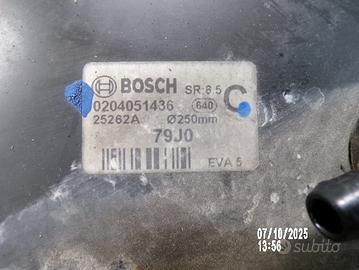 BOSCH SR:8.5
0204051436 640 C
25262A Ø250mm
79J0
EVA 5
07/10/2025
13:56 subito